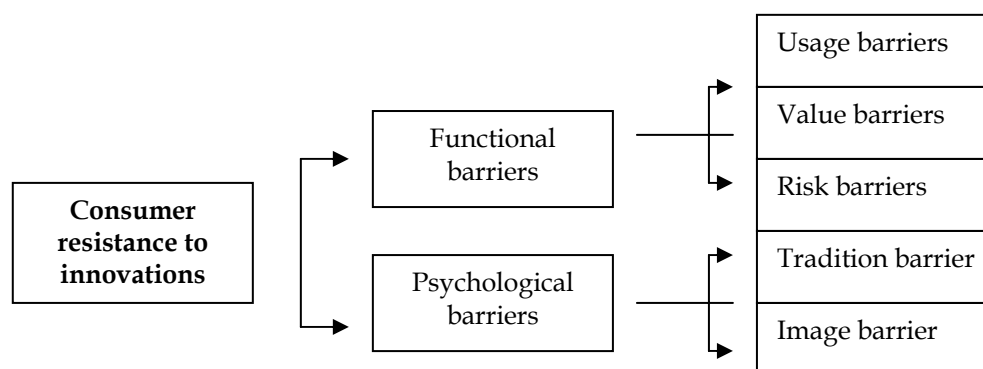 Consumer
resistance to
innovations
Functional
barriers
Psychological
barriers
Usage barriers
Value barriers
Risk barriers
Tradition barrier
Image barrier